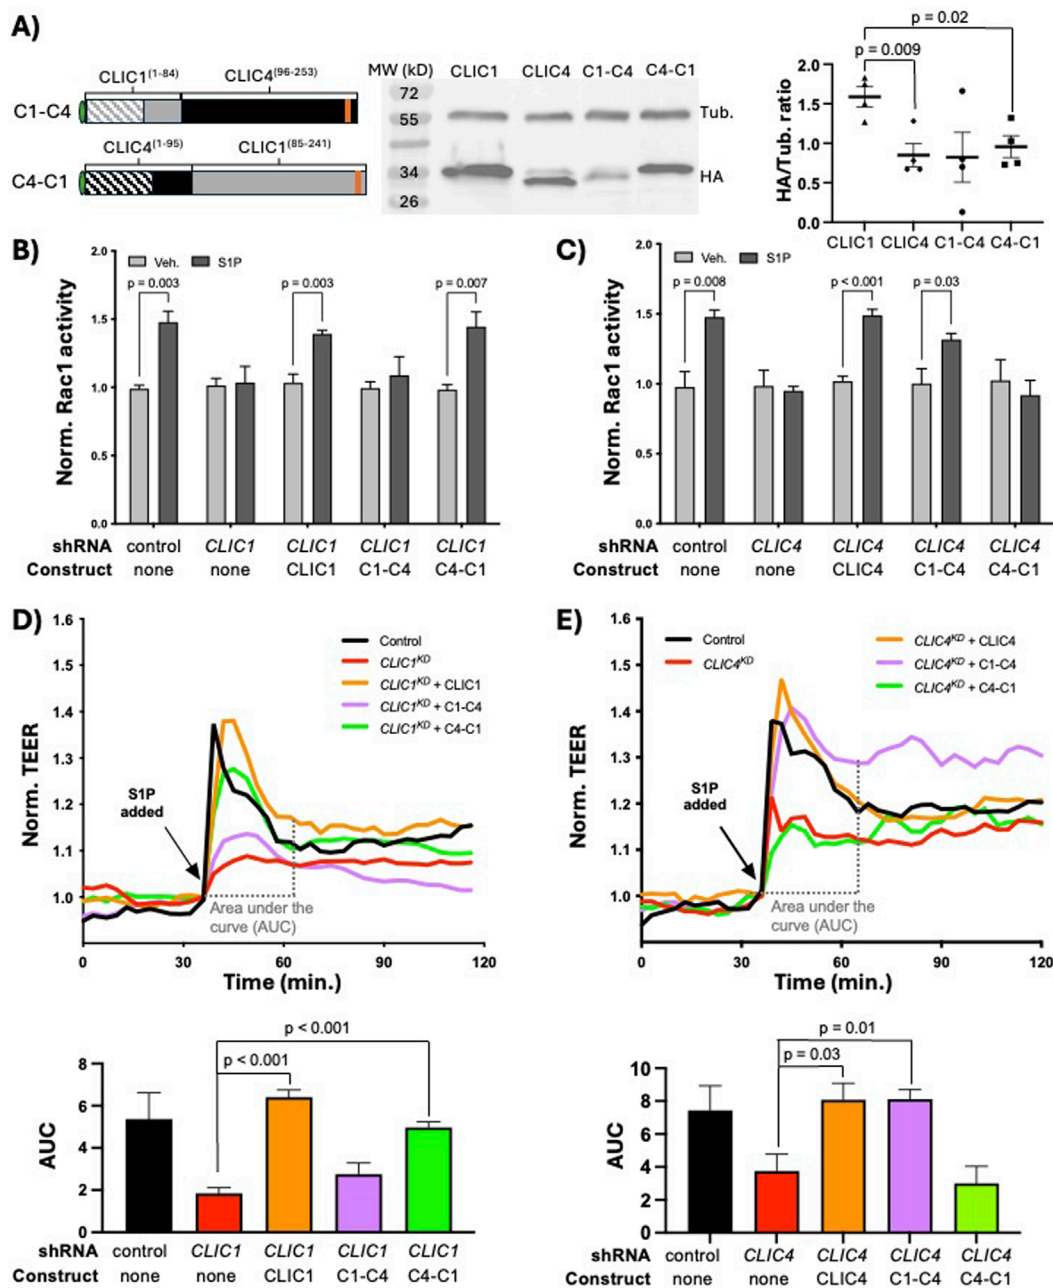 A)
CLIC1(1-84) CLIC4(96-253)
C1-C4
CLIC4(1-95) CLIC1(85-241)
C4-C1
MW (kD) CLIC1 CLIC4 C1-C4 C4-C1
72
55
34
26
Tub.
HA
p = 0.02
p = 0.009
HA/Tub. ratio
2.0
1.5
1.0
0.5
0.0
CLIC1 CLIC4 C1-C4 C4-C1
B)
Norm. Rac1 activity
2.0
1.5
1.0
0.5
0.0
Veh. S1P
p = 0.003 p = 0.003 p = 0.007
shRNA control CLIC1 CLIC1 CLIC1 CLIC1
Construct none none CLIC1 C1-C4 C4-C1
C)
Norm. Rac1 activity
2.0
1.5
1.0
0.5
0.0
Veh. S1P
p = 0.008 p < 0.001 p = 0.03
shRNA control CLIC4 CLIC4 CLIC4 CLIC4
Construct none none CLIC4 C1-C4 C4-C1
D)
Norm. TEER
1.6
1.5
1.4
1.3
1.2
1.1
1.0
Control
CLIC1KD
CLIC1KD + CLIC1
CLIC1KD + C1-C4
CLIC1KD + C4-C1
S1P
added
Area under the
curve (AUC)
0 30 60 90 120
Time (min.)
AUC
8
6
4
2
0
p < 0.001
p < 0.001
shRNA control CLIC1 CLIC1 CLIC1 CLIC1
Construct none none CLIC1 C1-C4 C4-C1
E)
Norm. TEER
1.6
1.5
1.4
1.3
1.2
1.1
1.0
Control
CLIC4KD
CLIC4KD + CLIC4
CLIC4KD + C1-C4
CLIC4KD + C4-C1
S1P
added
Area under the
curve (AUC)
0 30 60 90 120
Time (min.)
AUC
10
8
6
4
2
0
p = 0.01
p = 0.03
shRNA control CLIC4 CLIC4 CLIC4 CLIC4
Construct none none CLIC4 C1-C4 C4-C1